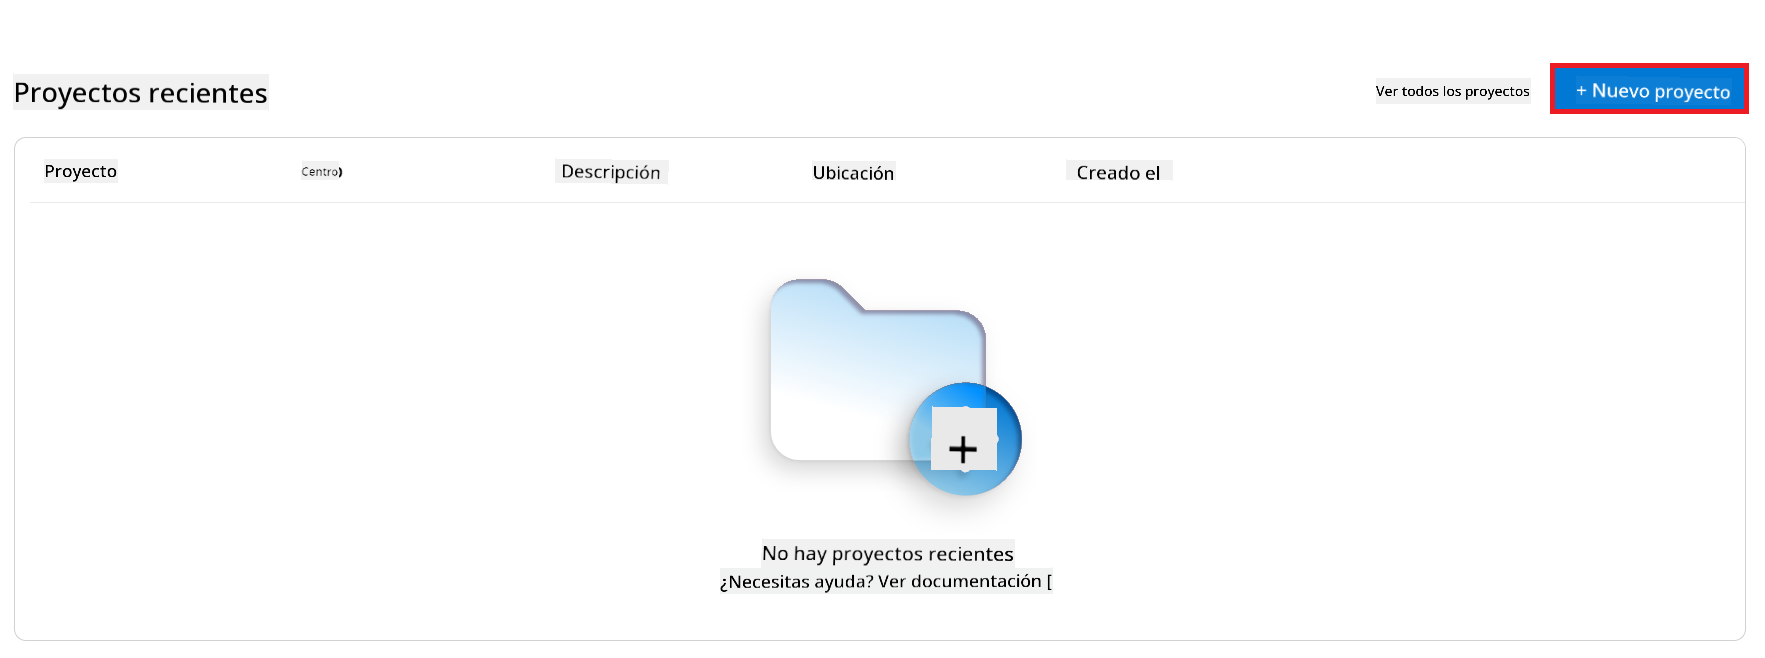 Proyectos recientes
Ver todos los proyectos
+ Nuevo proyecto
Proyecto Centro) Descripción Ubicación Creado el
+
No hay proyectos recientes
¿Necesitas ayuda? Ver documentación [